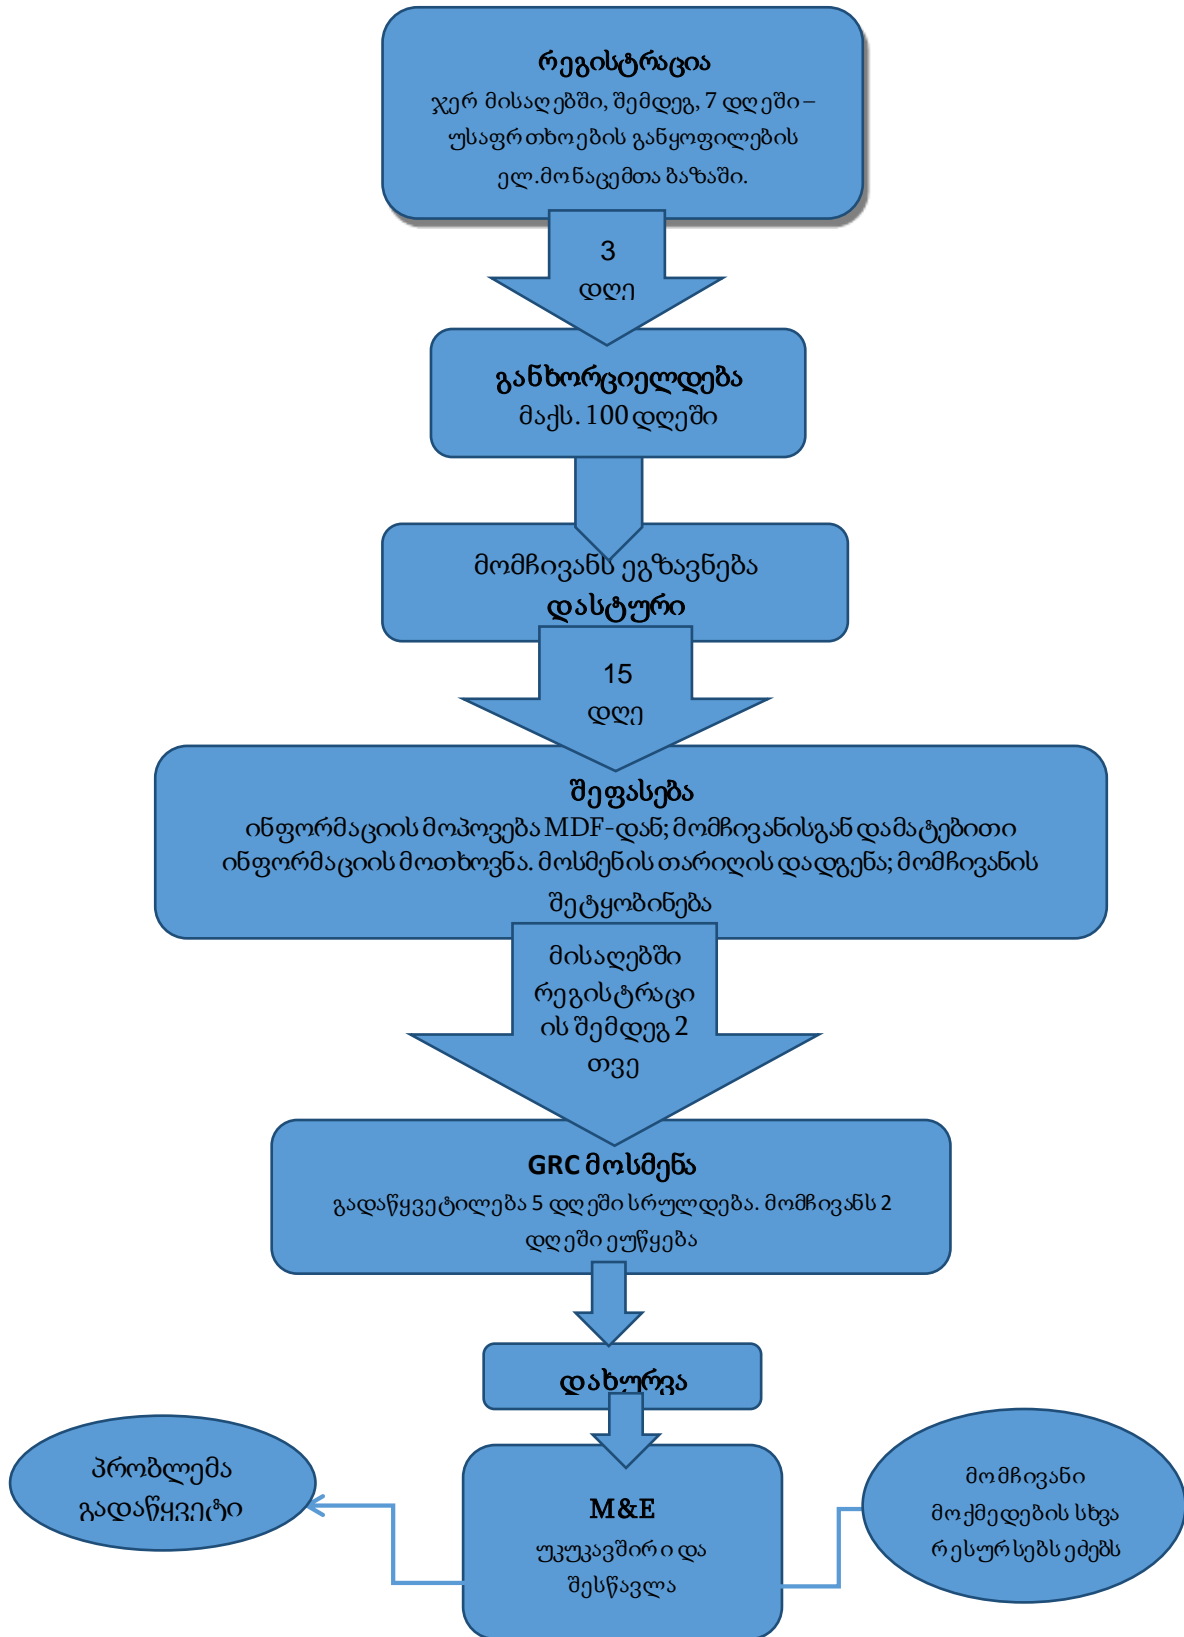 რეგისტრაცია
ჯერ მისაღებში, შემდეგ, 7 დღეში –
უსაფრთხოების განყოფილების
ელ.მონაცემთა ბაზაში.
3
დღე
განხორციელდება
მაქს. 100 დღეში
მომჩივანს ეგზავნება
დასტური
15
დღე
შეფასება
ინფორმაციის მოპოვება MDF-დან; მომჩივანისგან დამატებითი
ინფორმაციის მოთხოვნა. მოსმენის თარიღის დადგენა; მომჩივანის
შეტყობინება
მისაღებში
რეგისტრაცი
ის შემდეგ 2
თვე
GRC მოსმენა
გადაწყვეტილება 5 დღეში სრულდება. მომჩივანს 2
დღეში ეუწყება
დახურვა
პრობლემა
გადაწყვეტი
M&E
უკუკავშირი და
შესწავლა
მომჩივანი
მოქმედების სხვა
რესურსებს ეძებს